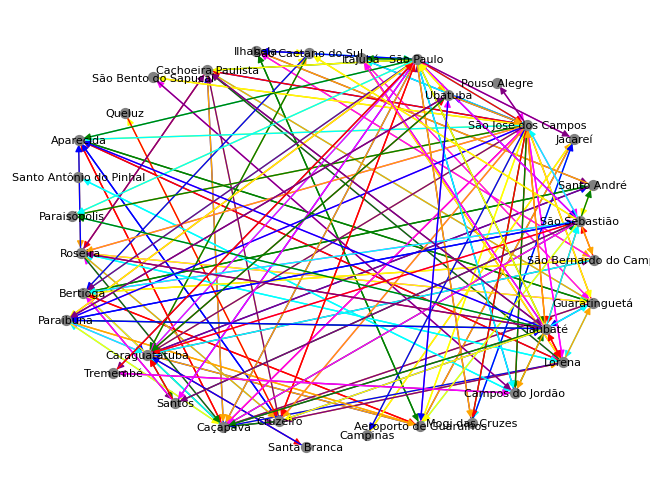 Ilhabela
São Caetano do Sul
Itajubá
São Paulo
Cachoeira Paulista
São Bento do Sapucaí
Pouso Alegre
Ubatuba
Queluz
São José dos Campos
Aparecida
Jacareí
Santo Antônio do Pinhal
Santo André
Paraisópolis
São Sebastião
Roseira
São Bernardo do Camp
Bertioga
Guaratinguetá
Paraibuna
Taubaté
Caraguatatuba
Lorena
Tremembé
Campos do Jordão
Santos
Caçapava
Cruzeiro
Aeroporto de Guarulhos
Mogi das Cruzes
Campinas
Santa Branca